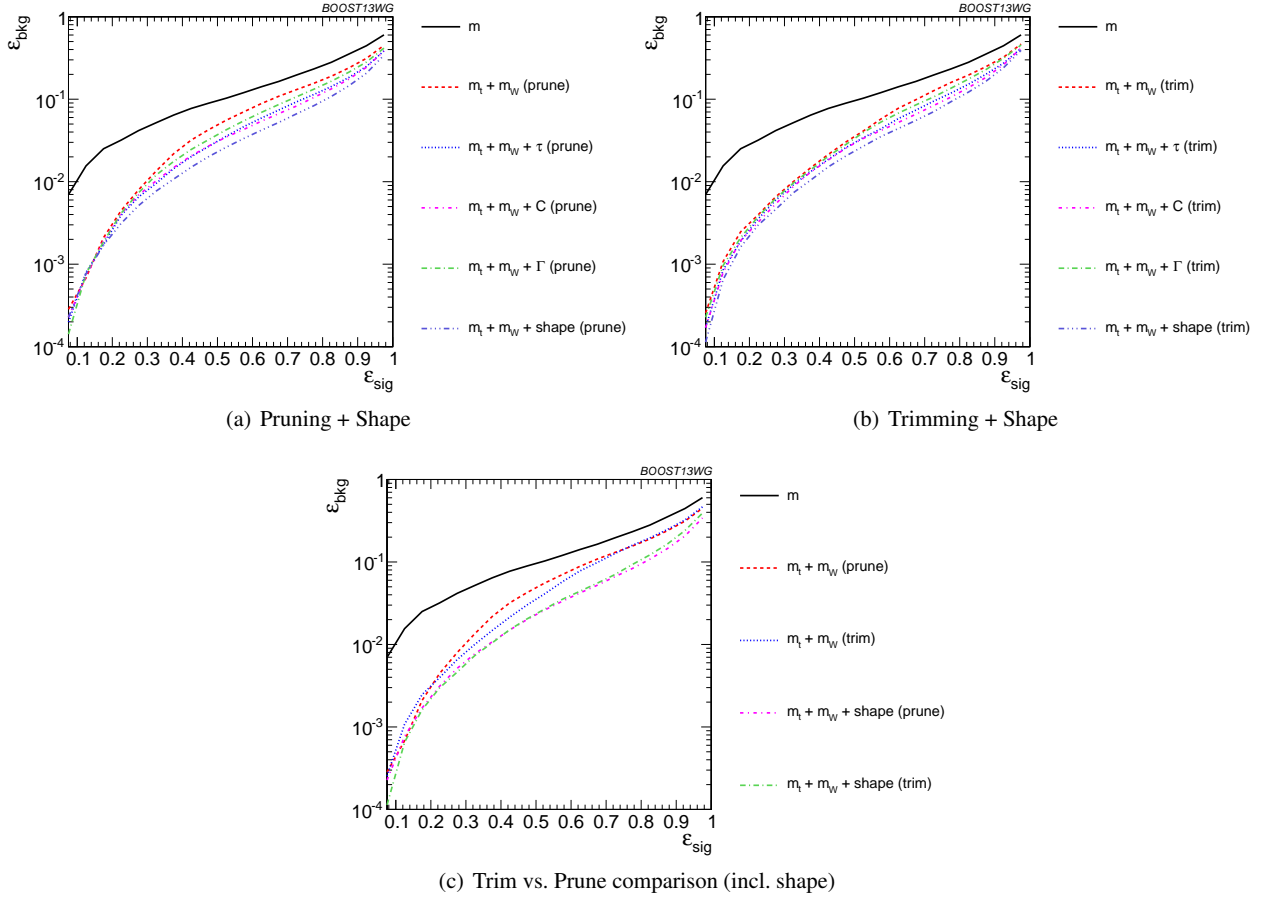 BOOST13WG
ε_bkg
1
10⁻¹
10⁻²
10⁻³
10⁻⁴
0.1 0.2 0.3 0.4 0.5 0.6 0.7 0.8 0.9 1
ε_sig
m
m_t + m_W (prune)
m_t + m_W + τ (prune)
m_t + m_W + C (prune)
m_t + m_W + Γ (prune)
m_t + m_W + shape (prune)
(a) Pruning + Shape
BOOST13WG
ε_bkg
1
10⁻¹
10⁻²
10⁻³
10⁻⁴
0.1 0.2 0.3 0.4 0.5 0.6 0.7 0.8 0.9 1
ε_sig
m
m_t + m_W (trim)
m_t + m_W + τ (trim)
m_t + m_W + C (trim)
m_t + m_W + Γ (trim)
m_t + m_W + shape (trim)
(b) Trimming + Shape
BOOST13WG
ε_bkg
1
10⁻¹
10⁻²
10⁻³
10⁻⁴
0.1 0.2 0.3 0.4 0.5 0.6 0.7 0.8 0.9 1
ε_sig
m
m_t + m_W (prune)
m_t + m_W (trim)
m_t + m_W + shape (prune)
m_t + m_W + shape (trim)
(c) Trim vs. Prune comparison (incl. shape)